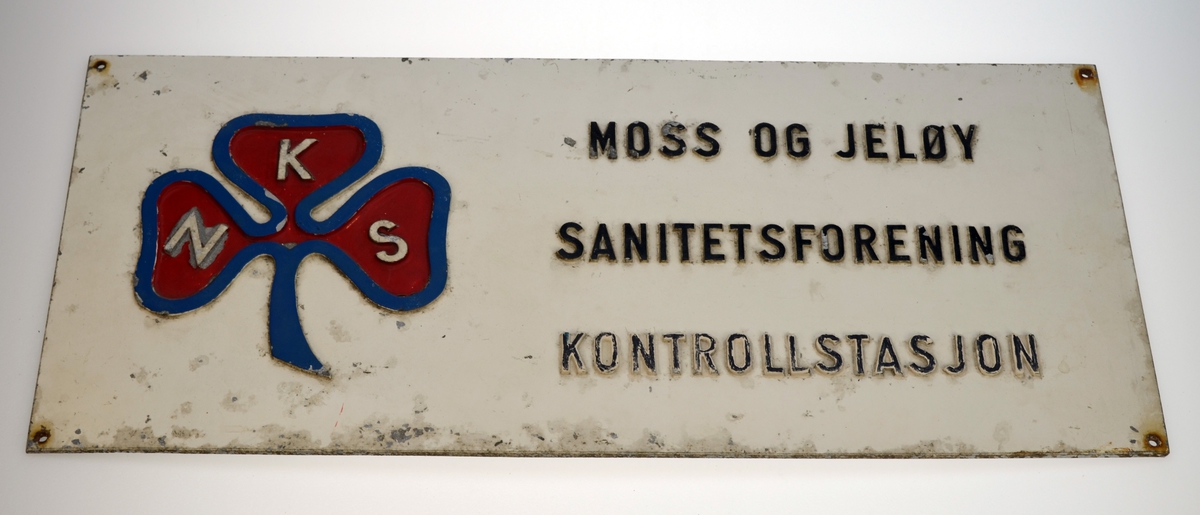 N K S
MOSS OG JELØY
SANITETSFORENING
KONTROLLSTASJON